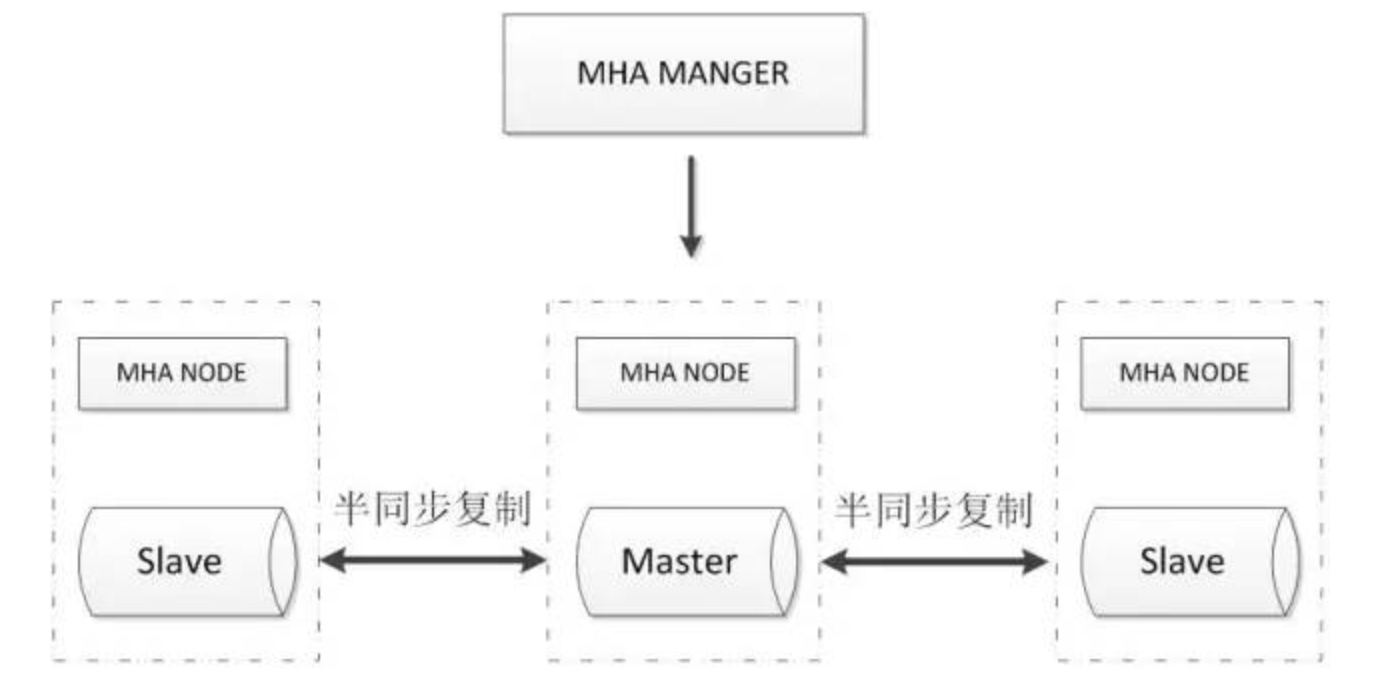 MHA MANGER
MHA NODE
MHA NODE
MHA NODE
半同步复制
半同步复制
Slave
Master
Slave